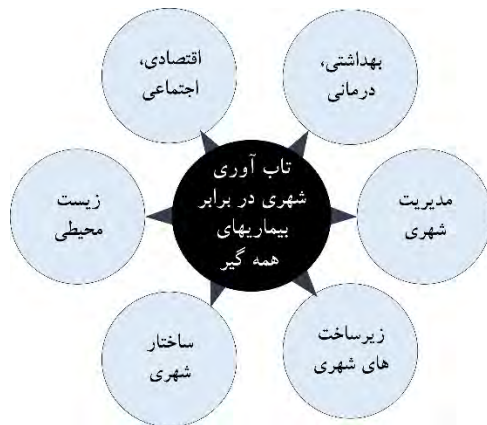 اقتصادی،
اجتماعی
بهداشتی،
درمانی
تاب آوری
شهری در برابر
بیماریهای
همه گیر
زیست
محیطی
مدیریت
شهری
ساختار
شهری
زیرساخت
های شهری